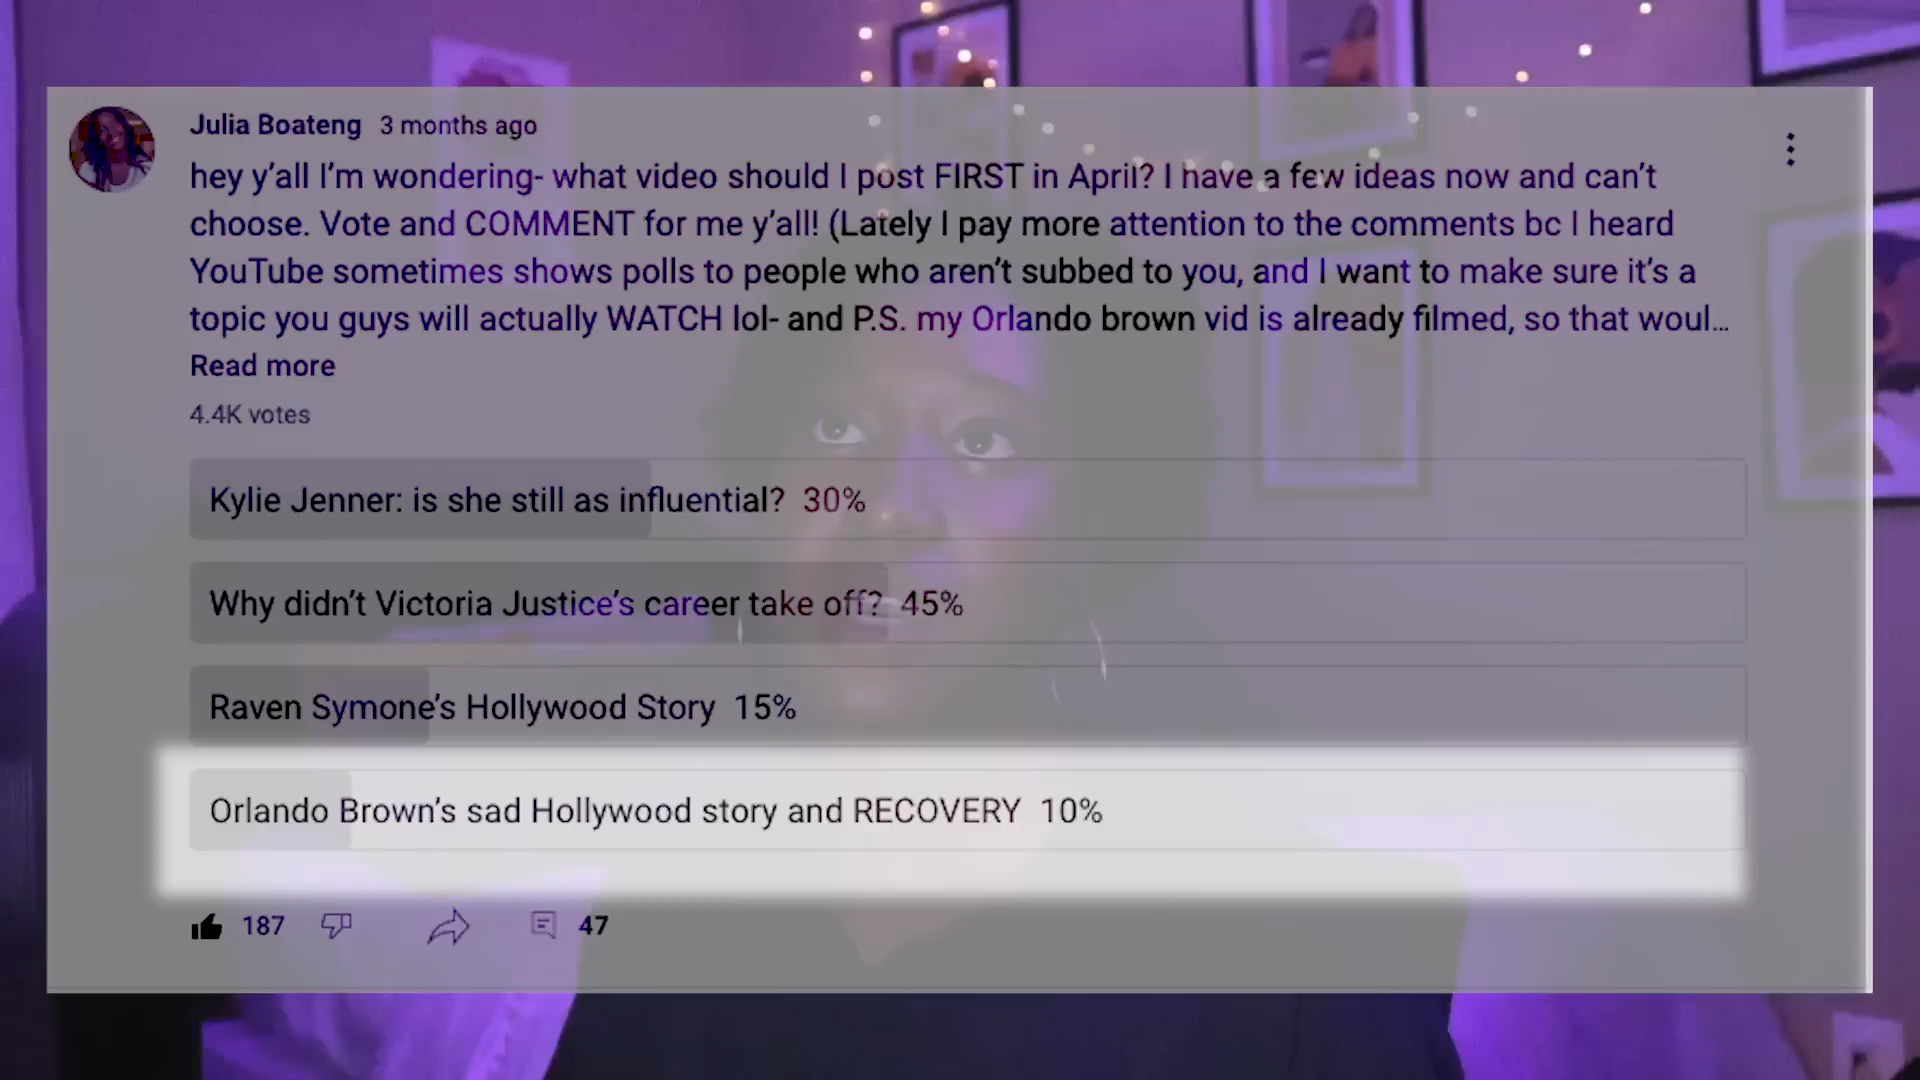 Julia Boateng 3 months ago
hey y’all I’m wondering- what video should I post FIRST in April? I have a few ideas now and can’t
choose. Vote and COMMENT for me y’all! (Lately I pay more attention to the comments bc I heard
YouTube sometimes shows polls to people who aren’t subbed to you, and I want to make sure it’s a
topic you guys will actually WATCH lol- and P.S. my Orlando brown vid is already filmed, so that woul...
Read more
4.4K votes
Kylie Jenner: is she still as influential? 30%
Why didn’t Victoria Justice’s career take off? 45%
Raven Symone’s Hollywood Story 15%
Orlando Brown’s sad Hollywood story and RECOVERY 10%
187 47